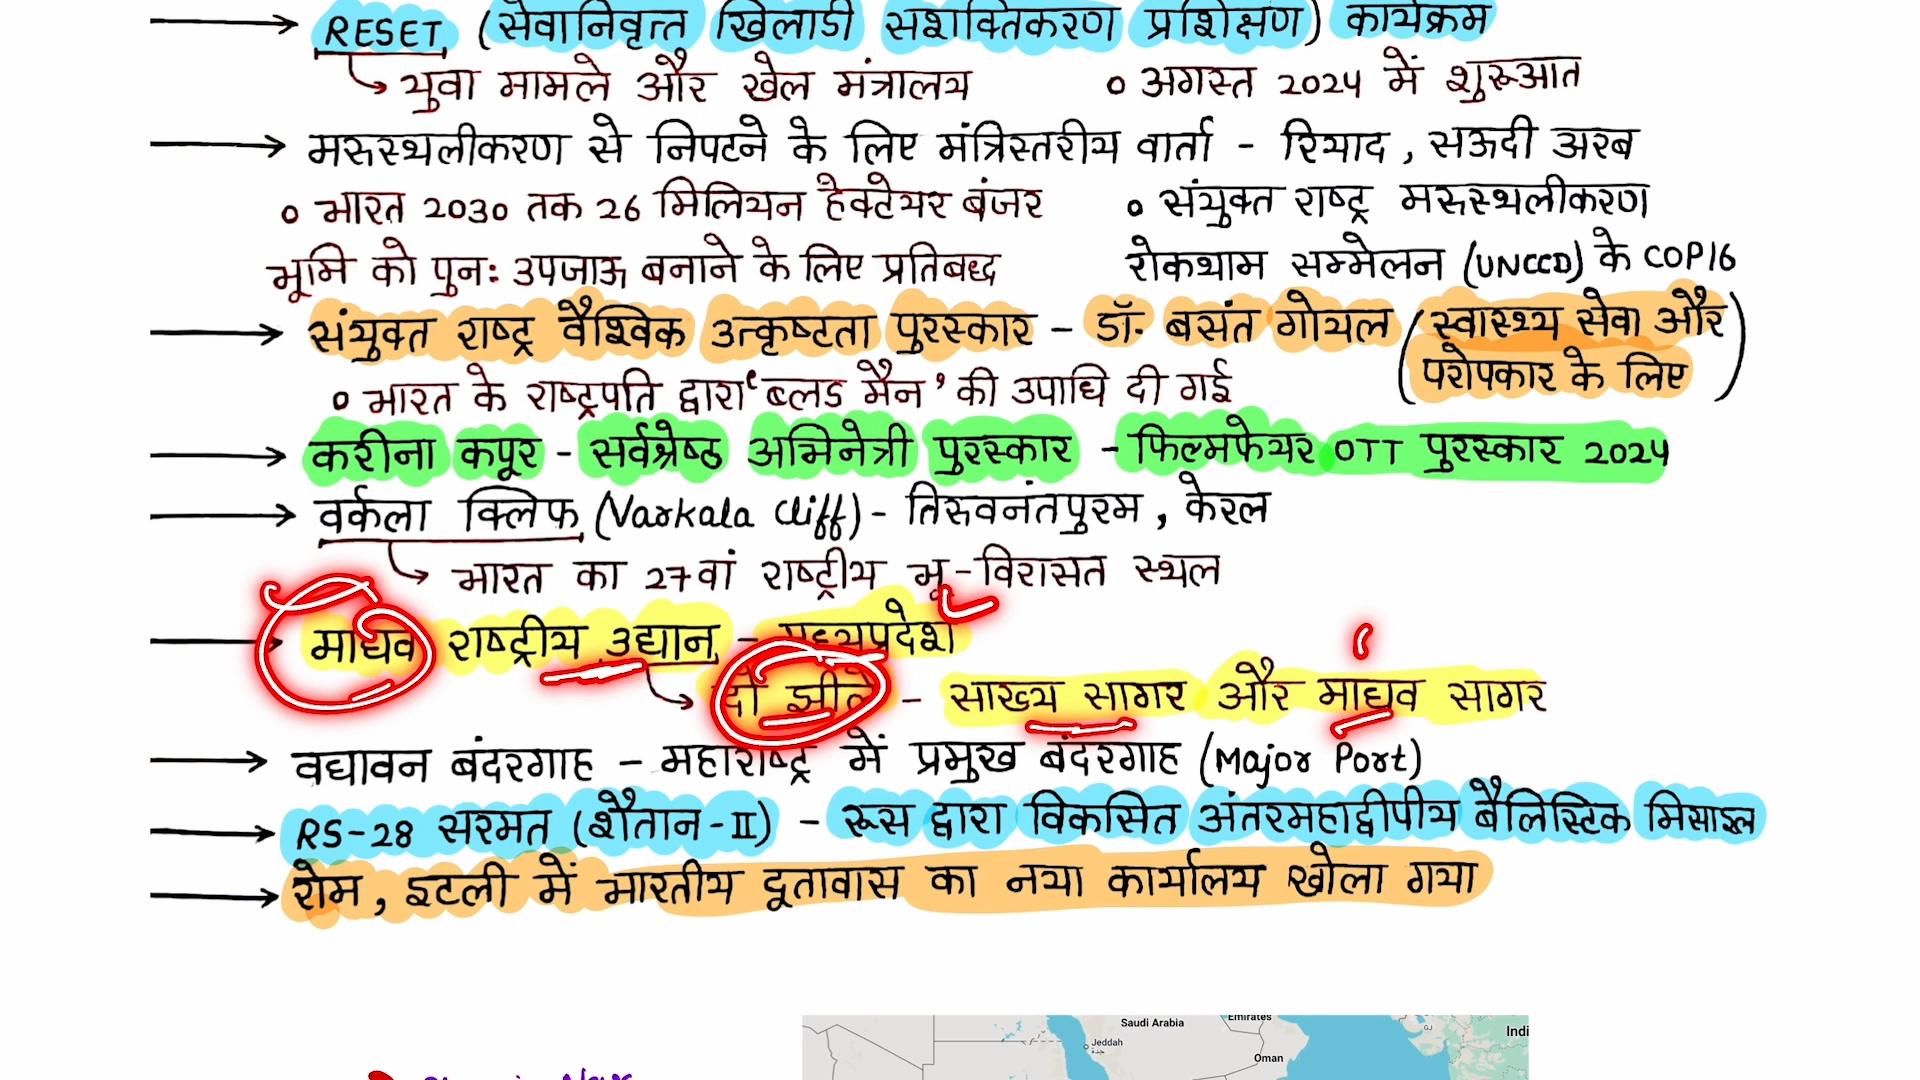 RESET (सेवानिवृत्त खिलाडी सशक्तिकरण प्रशिक्षण) कार्यक्रम
युवा मामले और खेल मंत्रालय o अगस्त 2024 में शुरूआत
मरुस्थलीकरण से निपटने के लिए मंत्रिस्तरीय वार्ता - रियाद, सऊदी अरब
o भारत 2030 तक 26 मिलियन हेक्टेयर बंजर
भूमि को पुनः उपजाऊ बनाने के लिए प्रतिबध्द
o संयुक्त राष्ट्र मरुस्थलीकरण
रोकथाम सम्मेलन (UNCCD) के COP16
संयुक्त राष्ट्र वैश्विक उत्कृष्टता पुरस्कार - डॉ. बसंत गोयल (स्वास्थ्य सेवा और
परोपकार के लिए)
o भारत के राष्ट्रपति द्वारा 'ब्लड मैन' की उपाधि दी गई
करीना कपूर - सर्वश्रेष्ठ अभिनेत्री पुरस्कार - फिल्मफेयर OTT पुरस्कार 2024
वर्कला क्लिफ (Varkala Cliff) - तिरुवनंतपुरम, केरल
भारत का 27वां राष्ट्रीय भू-विरासत स्थल
माधव राष्ट्रीय उद्यान - मध्यप्रदेश
दो झीलें - साख्य सागर और माधव सागर
वधावन बंदरगाह - महाराष्ट्र में प्रमुख बंदरगाह (Major Port)
RS-28 सरमत (शैतान-II) - रूस द्वारा विकसित अंतरमहाद्वीपीय बैलिस्टिक मिसाइल
रोम, इटली में भारतीय दूतावास का नया कार्यालय खोला गया
Saudi Arabia
Emirates
Jeddah
جدة
Oman
GJ
Indi